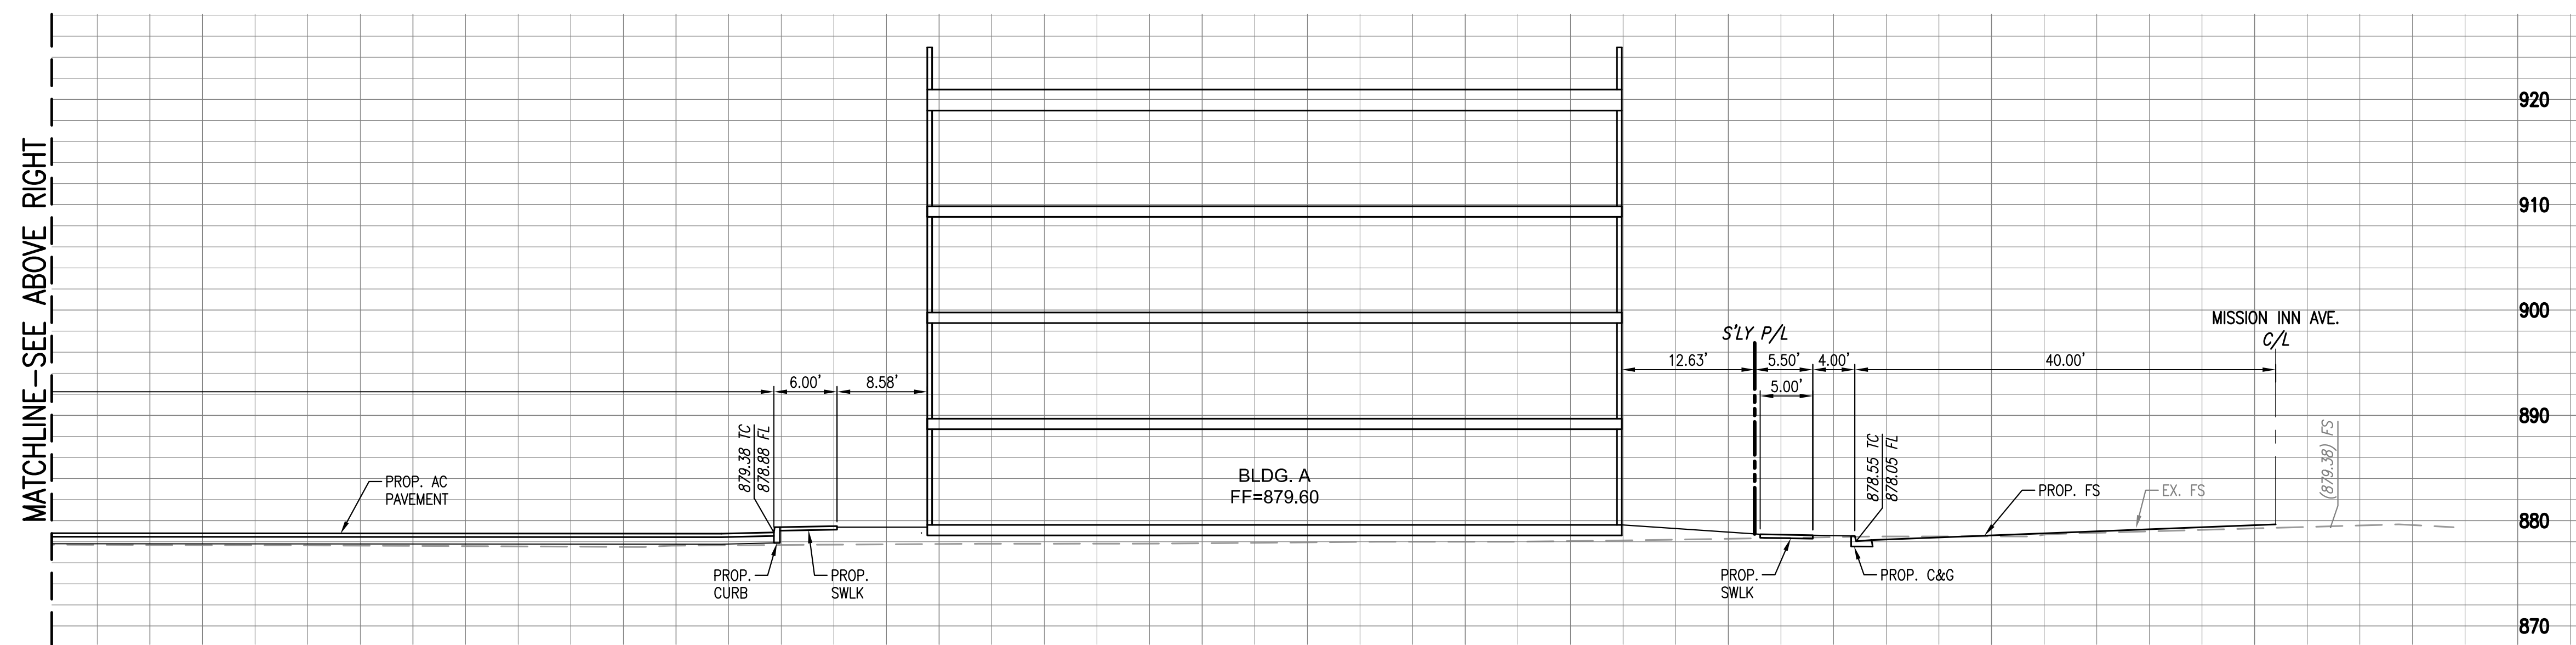 MATCHLINE-SEE ABOVE RIGHT
920
910
900
890
880
870
MISSION INN AVE.
C/L
S'LY P/L
12.63'
5.50'
4.00'
40.00'
5.00'
6.00'
8.58'
879.38 TC
878.88 FL
878.55 TC
878.05 FL
(879.38) FS
BLDG. A
FF=879.60
PROP. AC
PAVEMENT
PROP. FS
EX. FS
PROP.
CURB
PROP.
SWLK
PROP.
SWLK
PROP. C&G